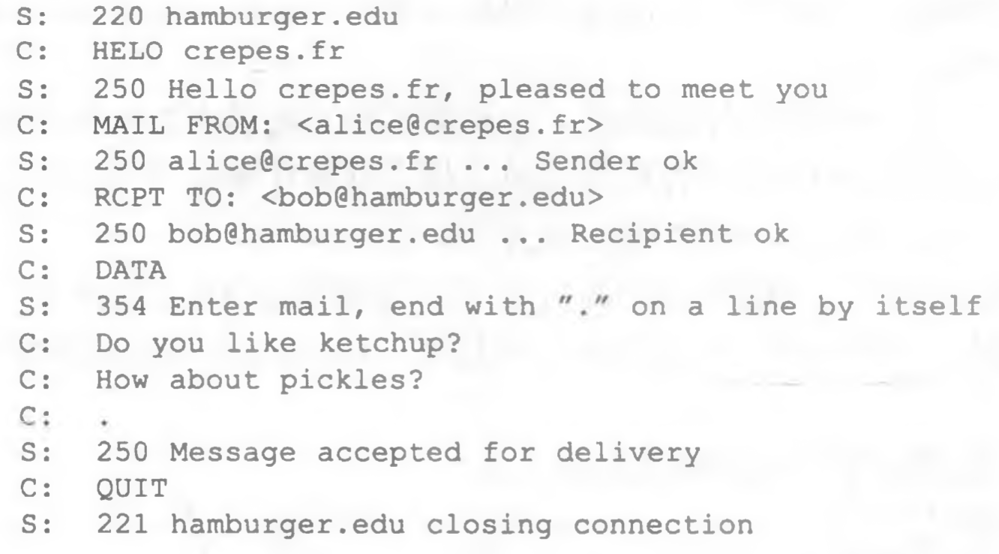 S: 220 hamburger.edu
C: HELO crepes.fr
S: 250 Hello crepes.fr, pleased to meet you
C: MAIL FROM: <alice@crepes.fr>
S: 250 alice@crepes.fr ... Sender ok
C: RCPT TO: <bob@hamburger.edu>
S: 250 bob@hamburger.edu ... Recipient ok
C: DATA
S: 354 Enter mail, end with "." on a line by itself
C: Do you like ketchup?
C: How about pickles?
C: .
S: 250 Message accepted for delivery
C: QUIT
S: 221 hamburger.edu closing connection